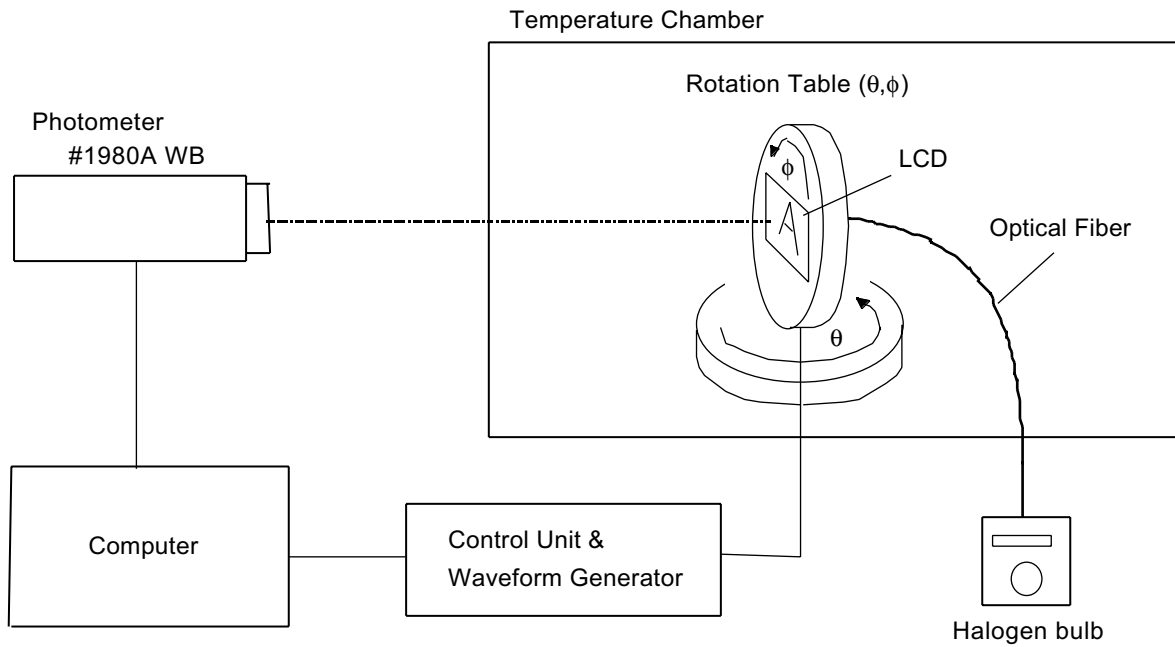 Temperature Chamber
Rotation Table (θ,ϕ)
Photometer
#1980A WB
ϕ
LCD
A
Optical Fiber
θ
Computer
Control Unit &
Waveform Generator
Halogen bulb